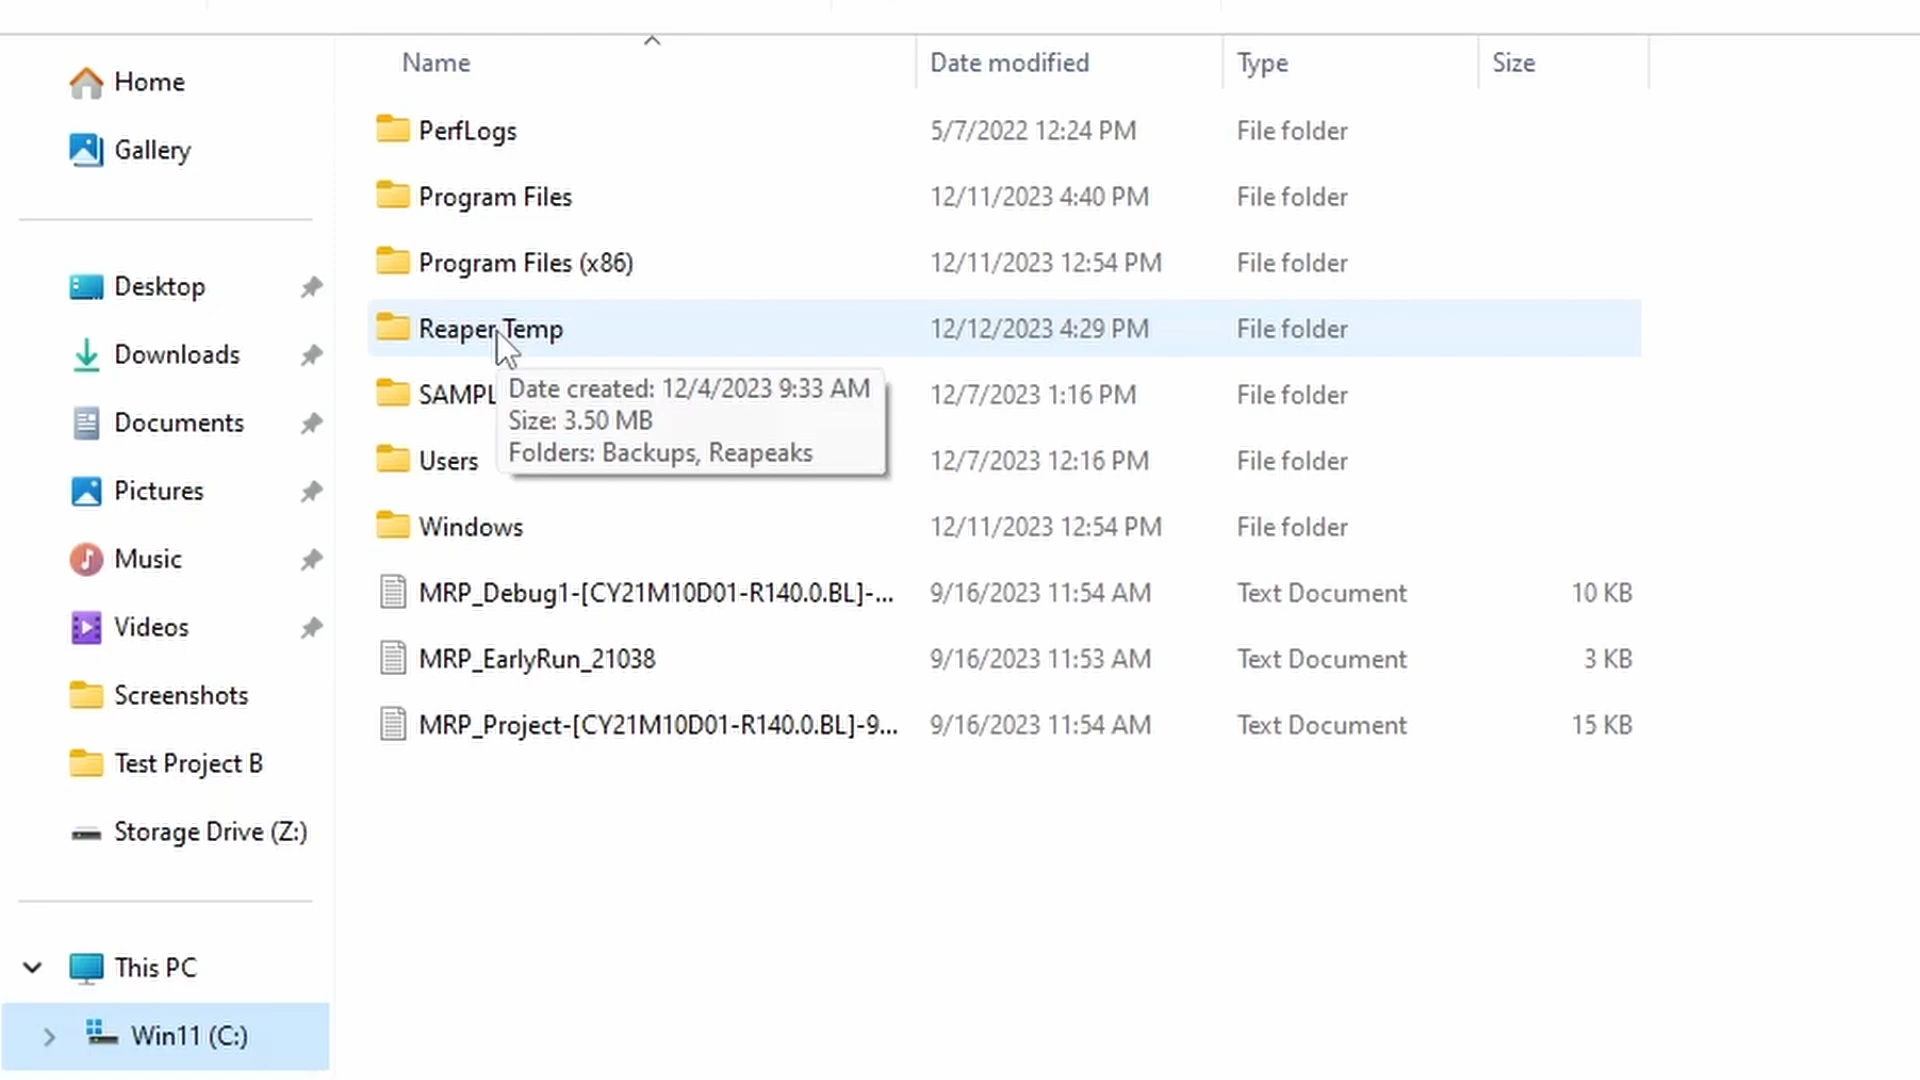 Name Date modified Type Size
Home
Gallery
Desktop
Downloads
Documents
Pictures
Music
Videos
Screenshots
Test Project B
Storage Drive (Z:)
This PC
Win11 (C:)
PerfLogs 5/7/2022 12:24 PM File folder
Program Files 12/11/2023 4:40 PM File folder
Program Files (x86) 12/11/2023 12:54 PM File folder
Reaper Temp 12/12/2023 4:29 PM File folder
SAMPL 12/7/2023 1:16 PM File folder
Date created: 12/4/2023 9:33 AM
Size: 3.50 MB
Folders: Backups, Reapeaks
Users 12/7/2023 12:16 PM File folder
Windows 12/11/2023 12:54 PM File folder
MRP_Debug1-[CY21M10D01-R140.0.BL]-... 9/16/2023 11:54 AM Text Document 10 KB
MRP_EarlyRun_21038 9/16/2023 11:53 AM Text Document 3 KB
MRP_Project-[CY21M10D01-R140.0.BL]-9... 9/16/2023 11:54 AM Text Document 15 KB